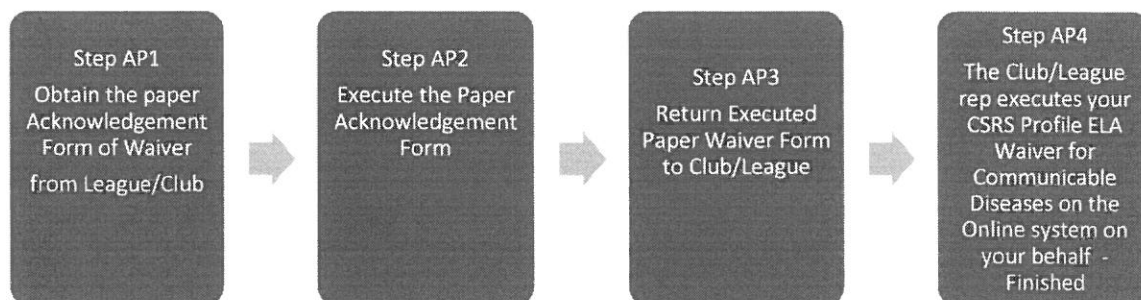 Step AP1
Obtain the paper
Acknowledgement
Form of Waiver
from League/Club
Step AP2
Execute the Paper
Acknowledgement
Form
Step AP3
Return Executed
Paper Waiver Form
to Club/League
Step AP4
The Club/League
rep executes your
CSRS Profile ELA
Waiver for
Communicable
Diseases on the
Online system on
your behalf -
Finished